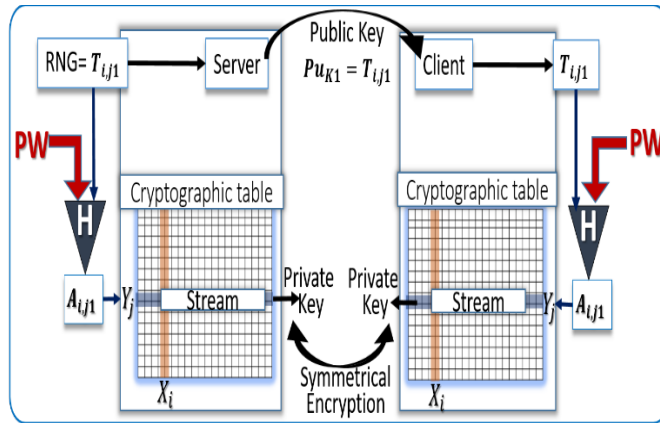 RNG= T_{i,j1}
Server
Public Key
Pu_{K1} = T_{i,j1}
Client
T_{i,j1}
PW
PW
H
H
Cryptographic table
Cryptographic table
A_{i,j1}
Y_j
Stream
Private
Key
Private
Key
Stream
Y_j
A_{i,j1}
Symmetrical
Encryption
X_i
X_i